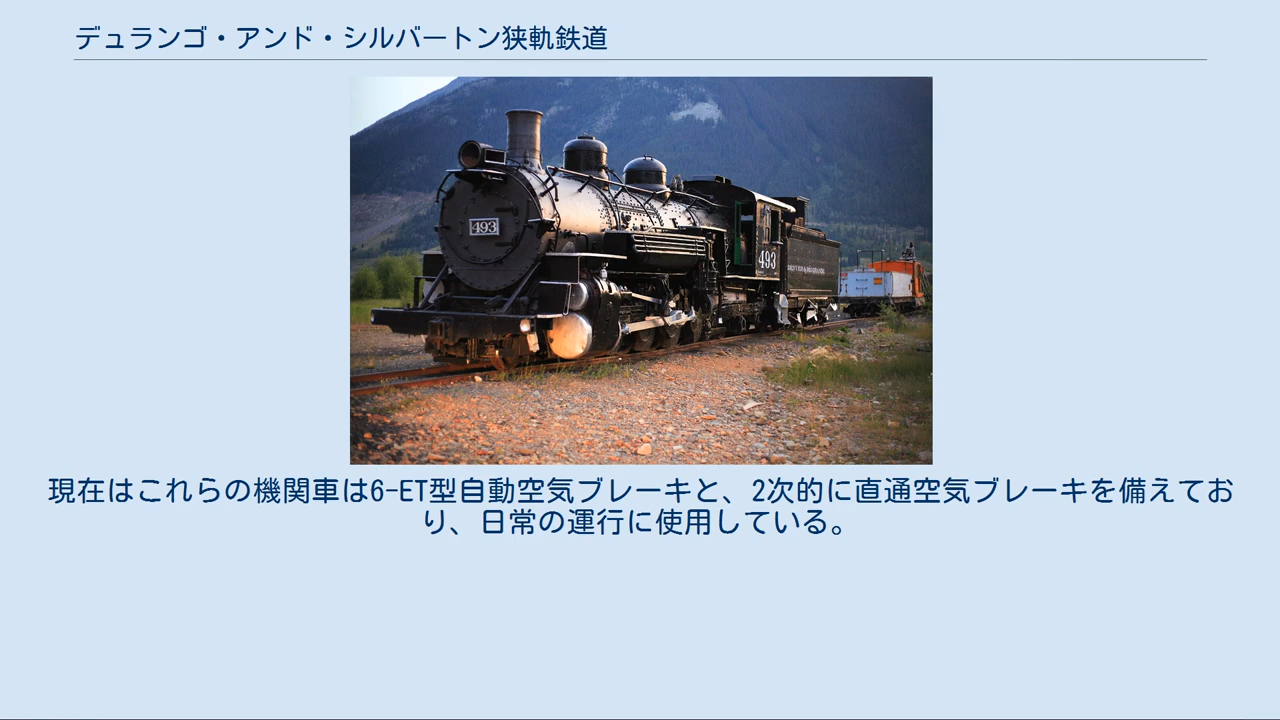 デュランゴ・アンド・シルバートン狭軌鉄道
493
493
現在はこれらの機関車は6-ET型自動空気ブレーキと、2次的に直通空気ブレーキを備えてお
り、日常の運行に使用している。